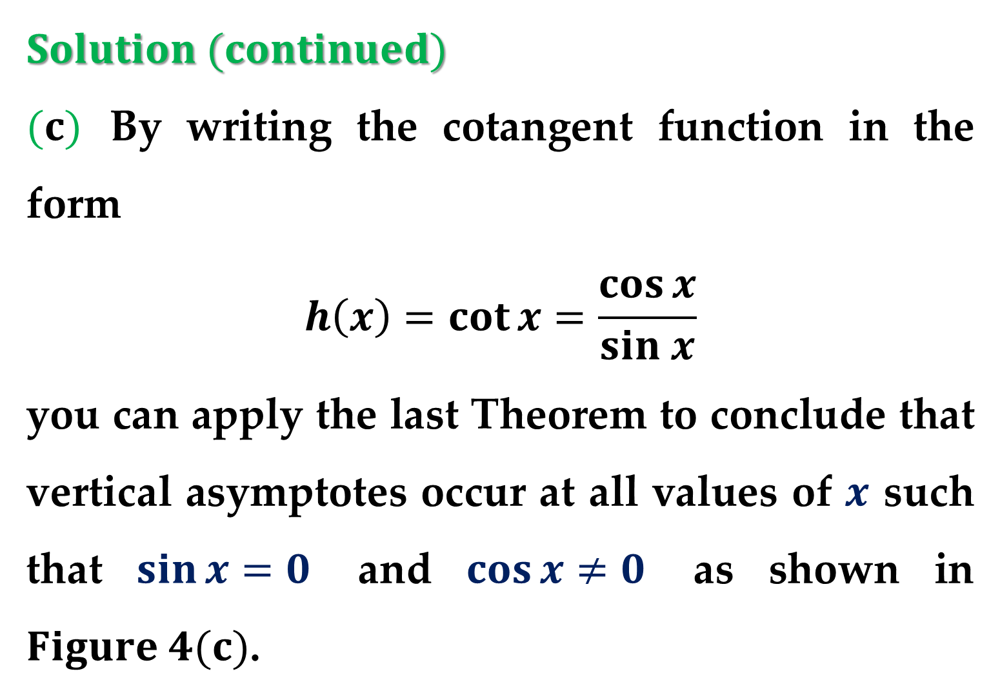 Solution (continued)
(c) By writing the cotangent function in the
form
h(x) = cot x = cos x / sin x
you can apply the last Theorem to conclude that
vertical asymptotes occur at all values of x such
that sin x = 0 and cos x ≠ 0 as shown in
Figure 4(c).